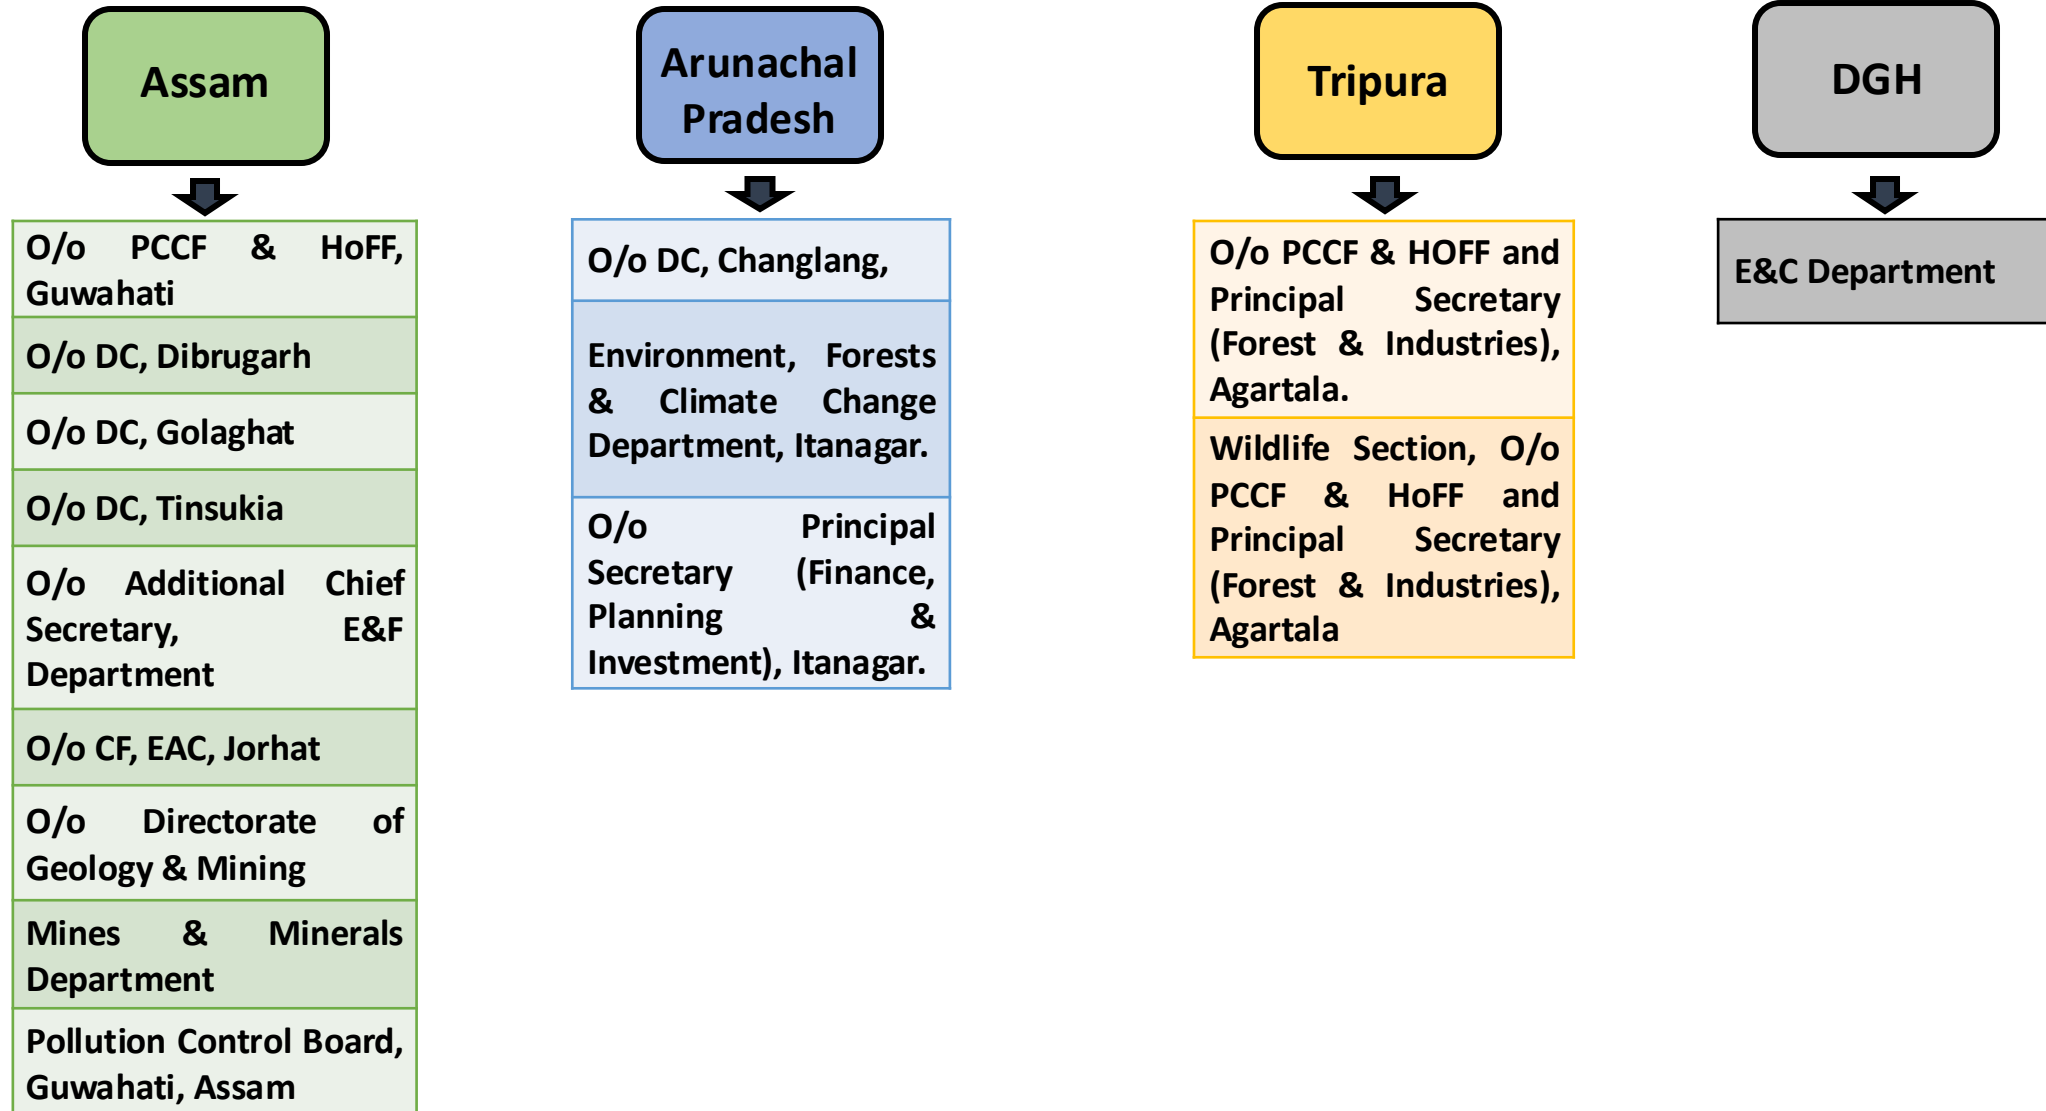 Assam
O/o PCCF & HoFF,
Guwahati
O/o DC, Dibrugarh
O/o DC, Golaghat
O/o DC, Tinsukia
O/o Additional Chief
Secretary, E&F
Department
O/o CF, EAC, Jorhat
O/o Directorate of
Geology & Mining
Mines & Minerals
Department
Pollution Control Board,
Guwahati, Assam
Arunachal
Pradesh
O/o DC, Changlang,
Environment, Forests
& Climate Change
Department, Itanagar.
O/o Principal
Secretary (Finance,
Planning &
Investment), Itanagar.
Tripura
O/o PCCF & HOFF and
Principal Secretary
(Forest & Industries),
Agartala.
Wildlife Section, O/o
PCCF & HoFF and
Principal Secretary
(Forest & Industries),
Agartala
DGH
E&C Department